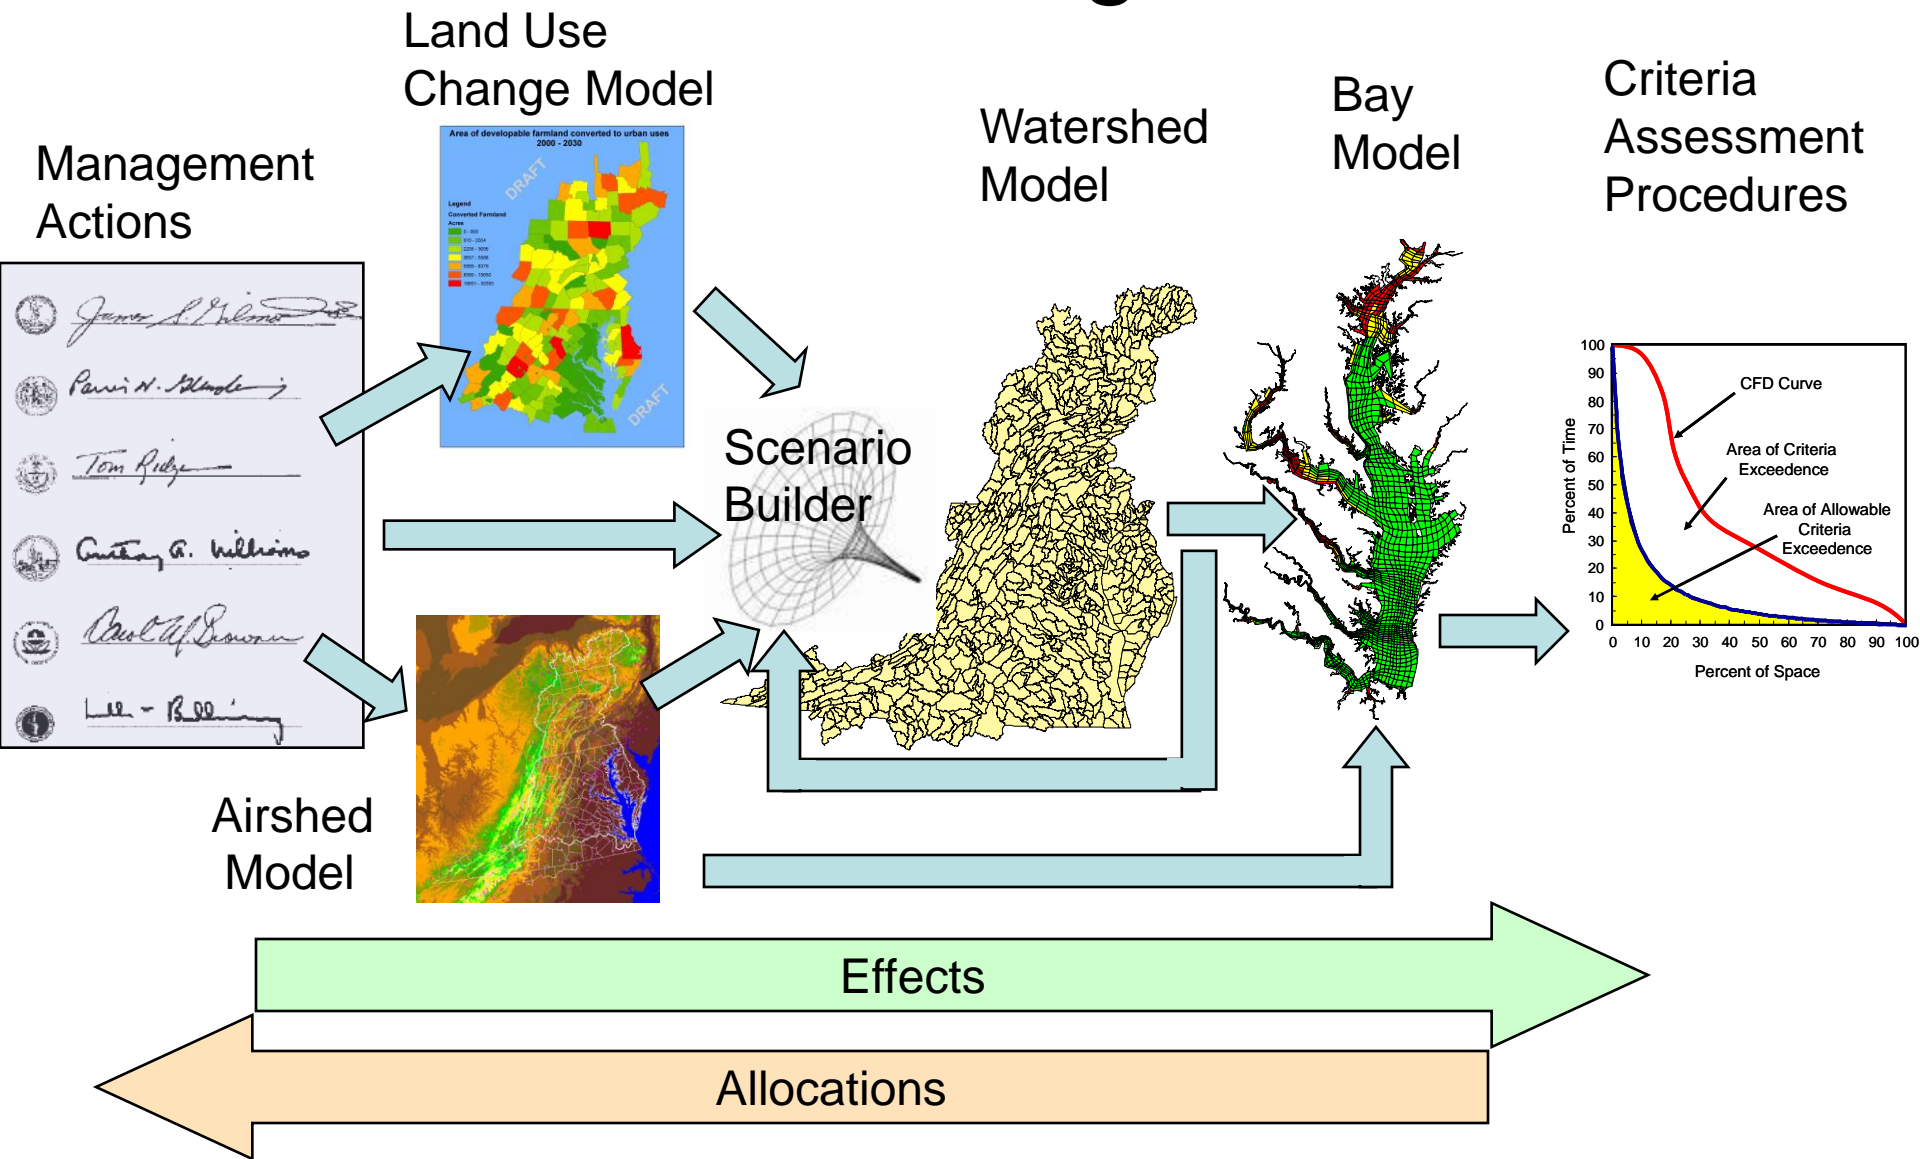 Land Use
Change Model
Management
Actions
Area of developable farmland converted to urban uses
2000 - 2030
DRAFT
Legend
Converted Farmland
Acres
DRAFT
Watershed
Model
Bay
Model
Criteria
Assessment
Procedures
Tom Ridge
Scenario
Builder
Airshed
Model
Percent of Time
100
90
80
70
60
50
40
30
20
10
0
CFD Curve
Area of Criteria
Exceedence
Area of Allowable
Criteria
Exceedence
0 10 20 30 40 50 60 70 80 90 100
Percent of Space
Effects
Allocations